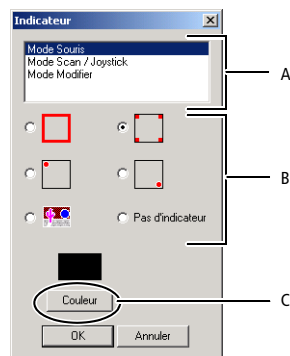 Indicateur
Mode Souris
Mode Scan / Joystick
Mode Modifier
A
B
Pas d'indicateur
Couleur
C
OK
Annuler